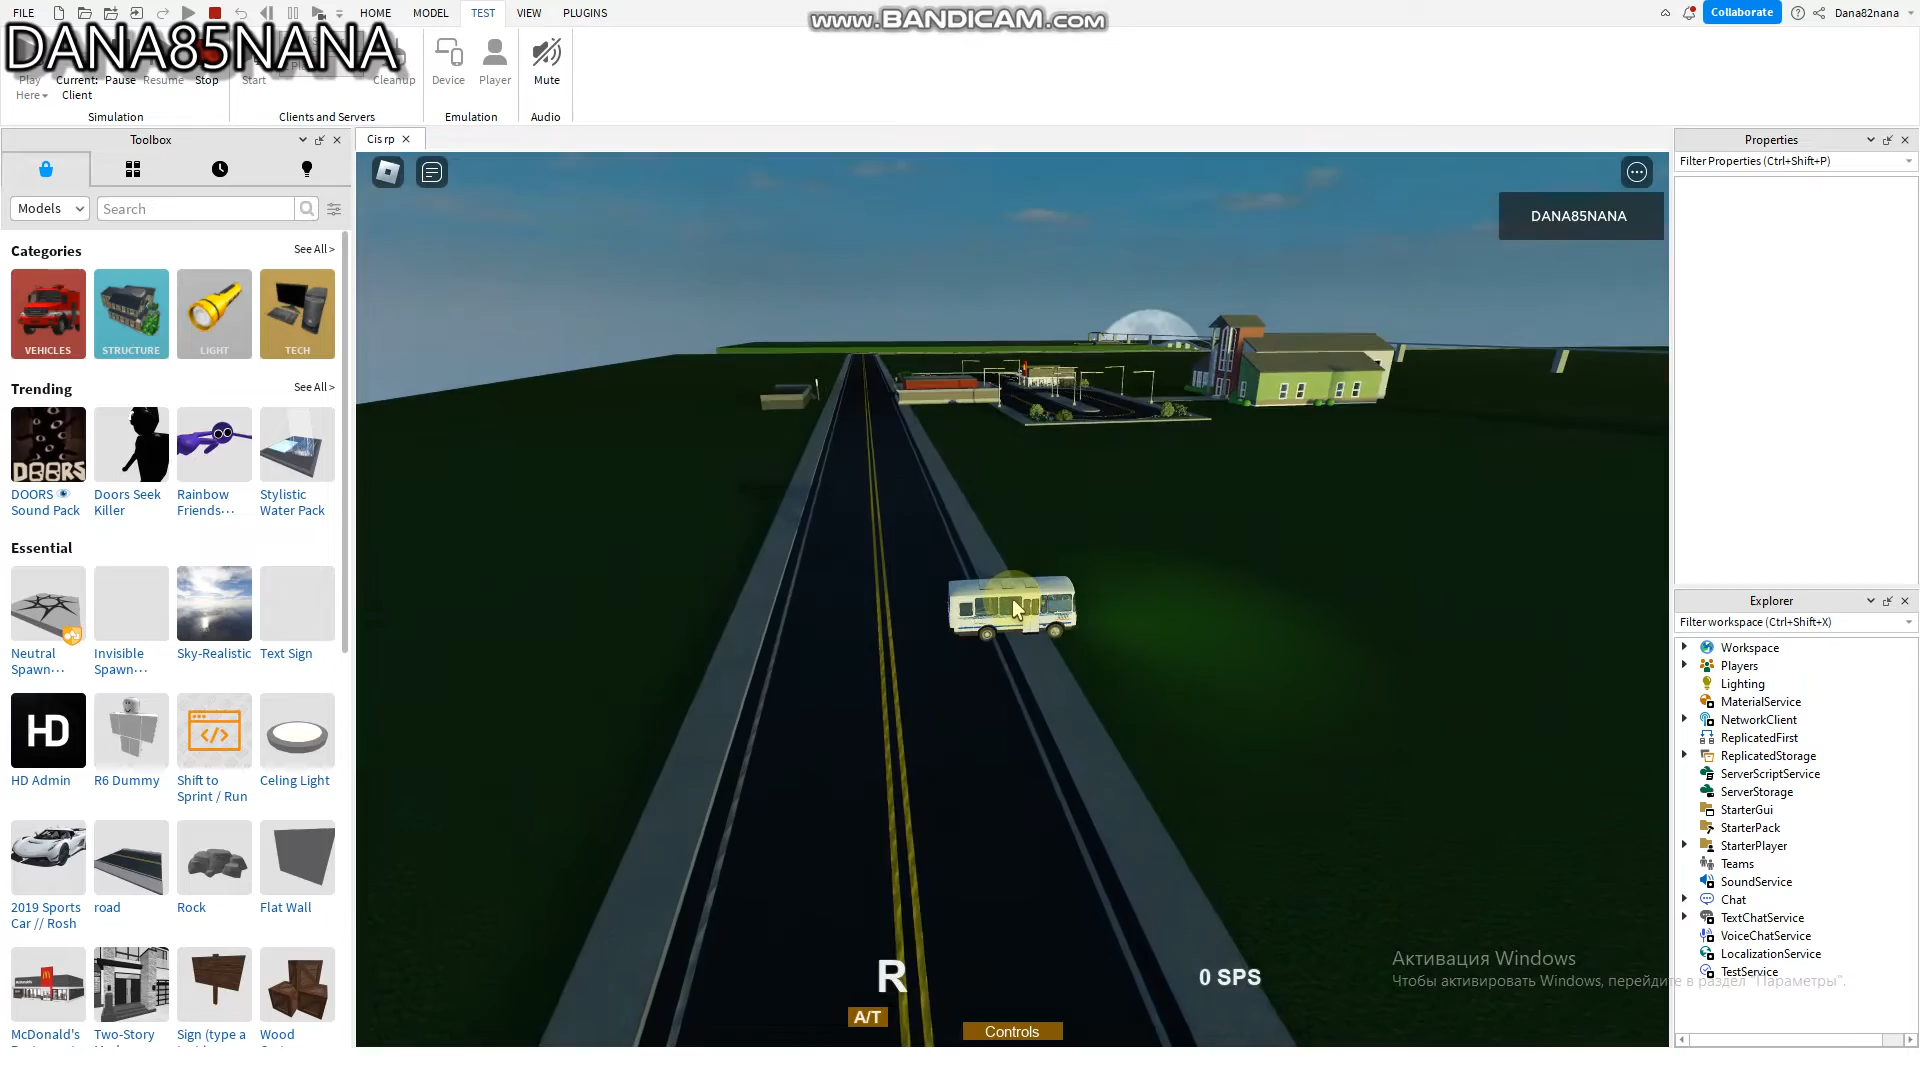 FILE HOME MODEL TEST VIEW PLUGINS
www.BANDICAM.com
Collaborate Dana82nana
DANA85NANA
Play Here Current: Client Pause Resume Stop
Start Cleanup
Device Player Mute
Simulation Clients and Servers Emulation Audio
Toolbox
Cis rp
Properties
Filter Properties (Ctrl+Shift+P)
Models Search
DANA85NANA
Categories See All >
VEHICLES STRUCTURE LIGHT TECH
Trending See All >
DOORS
DOORS Sound Pack
Doors Seek Killer
Rainbow Friends...
Stylistic Water Pack
Essential
Neutral Spawn...
Invisible Spawn...
Sky-Realistic
Text Sign
HD
HD Admin
R6 Dummy
Shift to Sprint / Run
Celing Light
2019 Sports Car // Rosh
road
Rock
Flat Wall
McDonald's
Two-Story
Sign (type a
Wood
R
A/T
0 SPS
Controls
Explorer
Filter workspace (Ctrl+Shift+X)
Workspace
Players
Lighting
MaterialService
NetworkClient
ReplicatedFirst
ReplicatedStorage
ServerScriptService
ServerStorage
StarterGui
StarterPack
StarterPlayer
Teams
SoundService
Chat
TextChatService
VoiceChatService
LocalizationService
TestService
Активация Windows
Чтобы активировать Windows, перейдите в раздел "Параметры".